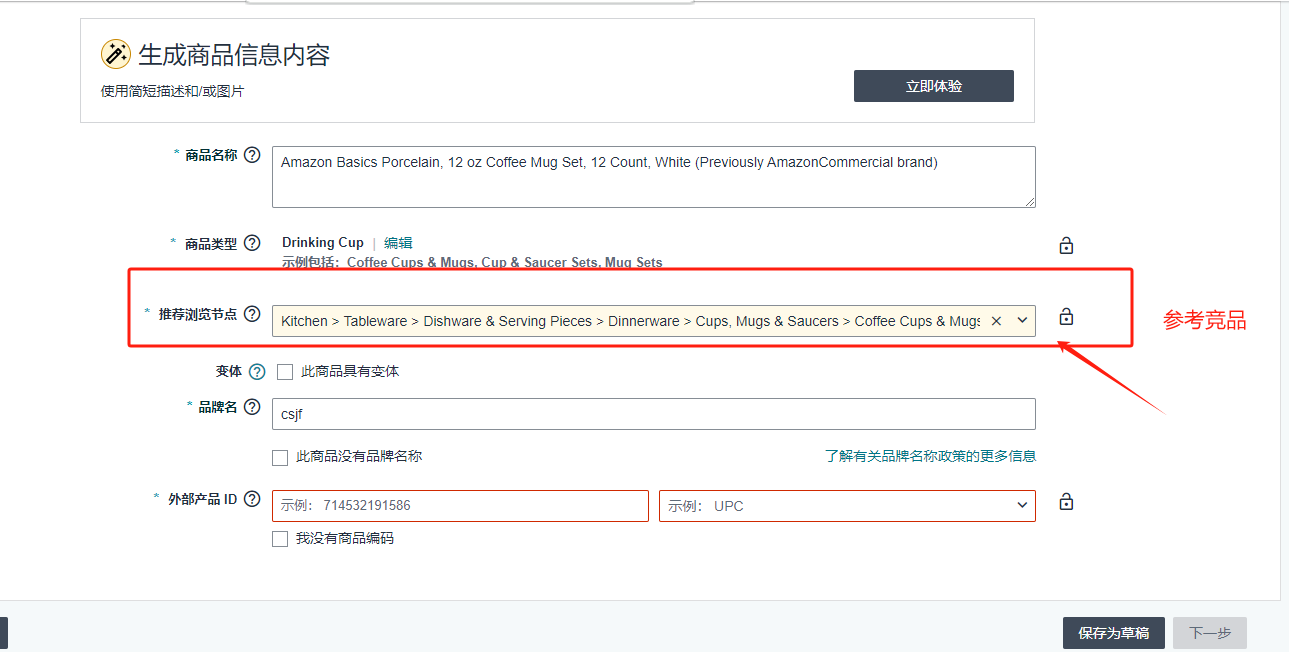 生成商品信息内容
使用简短描述和/或图片
立即体验
* 商品名称 ?
Amazon Basics Porcelain, 12 oz Coffee Mug Set, 12 Count, White (Previously AmazonCommercial brand)
* 商品类型 ? Drinking Cup | 编辑
示例包括: Coffee Cups & Mugs, Cup & Saucer Sets, Mug Sets
* 推荐浏览节点 ? Kitchen > Tableware > Dishware & Serving Pieces > Dinnerware > Cups, Mugs & Saucers > Coffee Cups & Mugs
参考竞品
变体 ? 此商品具有变体
* 品牌名 ? csjf
此商品没有品牌名称 了解有关品牌名称政策的更多信息
* 外部产品 ID ? 示例: 714532191586 示例: UPC
我没有商品编码
保存为草稿 下一步